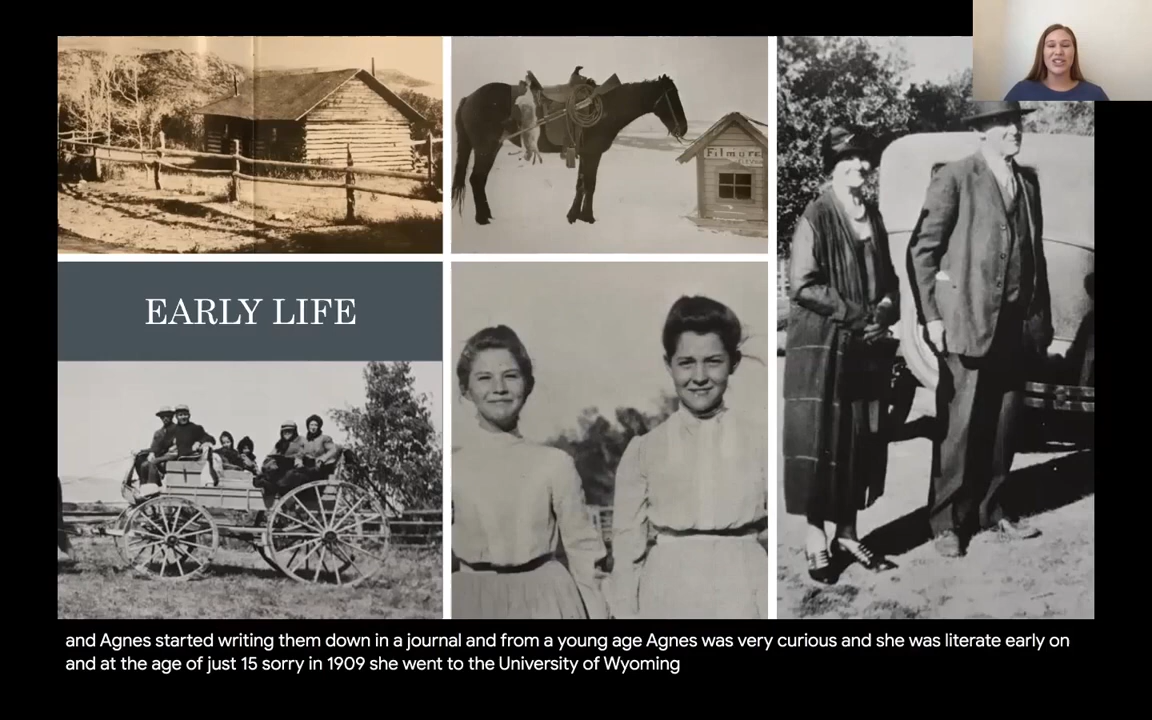 Filmore
EARLY LIFE
and Agnes started writing them down in a journal and from a young age Agnes was very curious and she was literate early on
and at the age of just 15 sorry in 1909 she went to the University of Wyoming